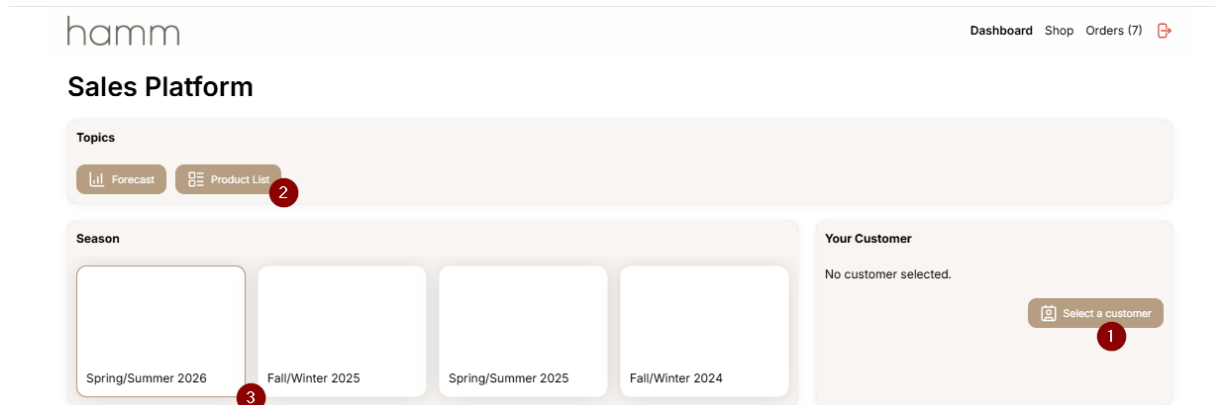 hamm
Dashboard Shop Orders (7)
Sales Platform
Topics
Forecast Product List
2
Season
Spring/Summer 2026 Fall/Winter 2025 Spring/Summer 2025 Fall/Winter 2024
3
Your Customer
No customer selected.
Select a customer
1